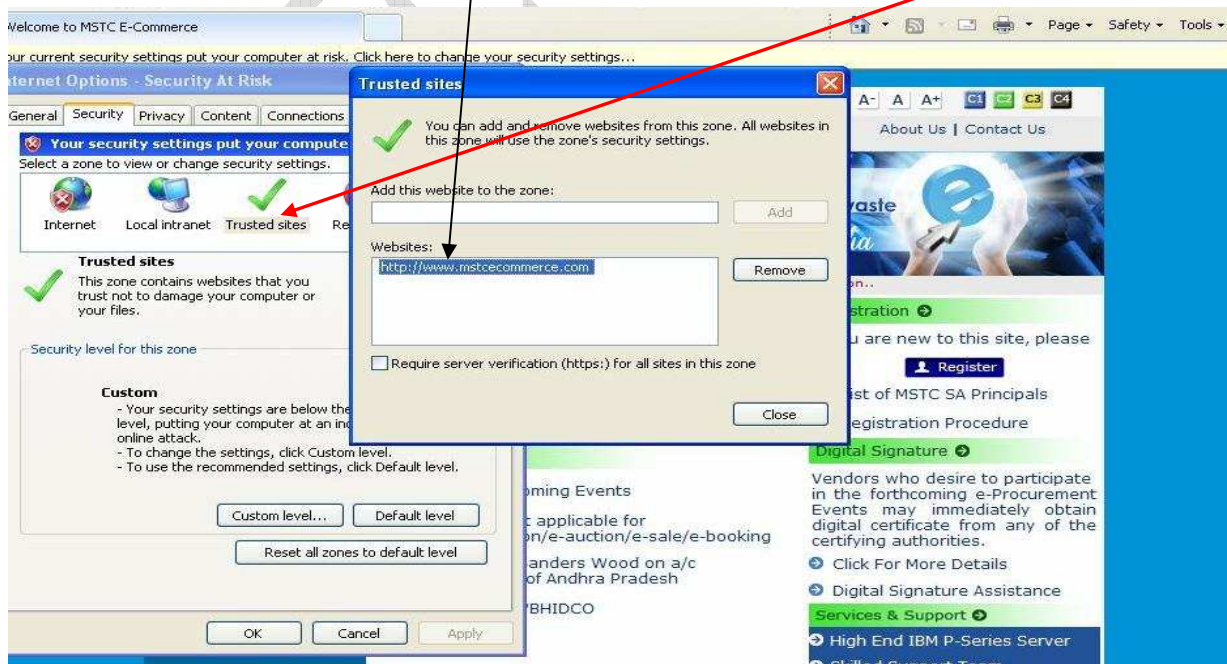 Welcome to MSTC E-Commerce
Page
Safety
Tools
our current security settings put your computer at risk. Click here to change your security settings...
ternet Options - Security At Risk
General Security Privacy Content Connections
Your security settings put your compute
Select a zone to view or change security settings.
Internet Local intranet Trusted sites Re
Trusted sites
This zone contains websites that you
trust not to damage your computer or
your files.
Security level for this zone
Custom
- Your security settings are below the
level, putting your computer at an inc
online attack.
- To change the settings, click Custom level.
- To use the recommended settings, click Default level.
Custom level... Default level
Reset all zones to default level
OK Cancel Apply
Trusted sites
You can add and remove websites from this zone. All websites in
this zone will use the zone's security settings.
Add this website to the zone:
Add
Websites:
http://www.mstcecommerce.com
Remove
Require server verification (https:) for all sites in this zone
Close
A- A A+ C1 C2 C3 C4
About Us | Contact Us
aste
ia
on..
stration
u are new to this site, please
Register
ist of MSTC SA Principals
egistration Procedure
Digital Signature
Vendors who desire to participate
in the forthcoming e-Procurement
Events may immediately obtain
digital certificate from any of the
certifying authorities.
Click For More Details
Digital Signature Assistance
Services & Support
High End IBM P-Series Server
Skilled Support Team
oming Events
t applicable for
on/e-auction/e-sale/e-booking
anders Wood on a/c
of Andhra Pradesh
BHIDCO